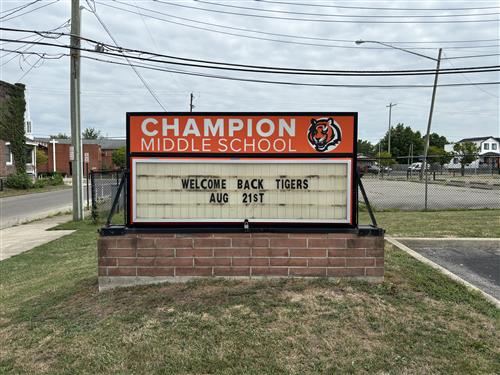 CHAMPION
MIDDLE SCHOOL
WELCOME BACK TIGERS
AUG 21ST